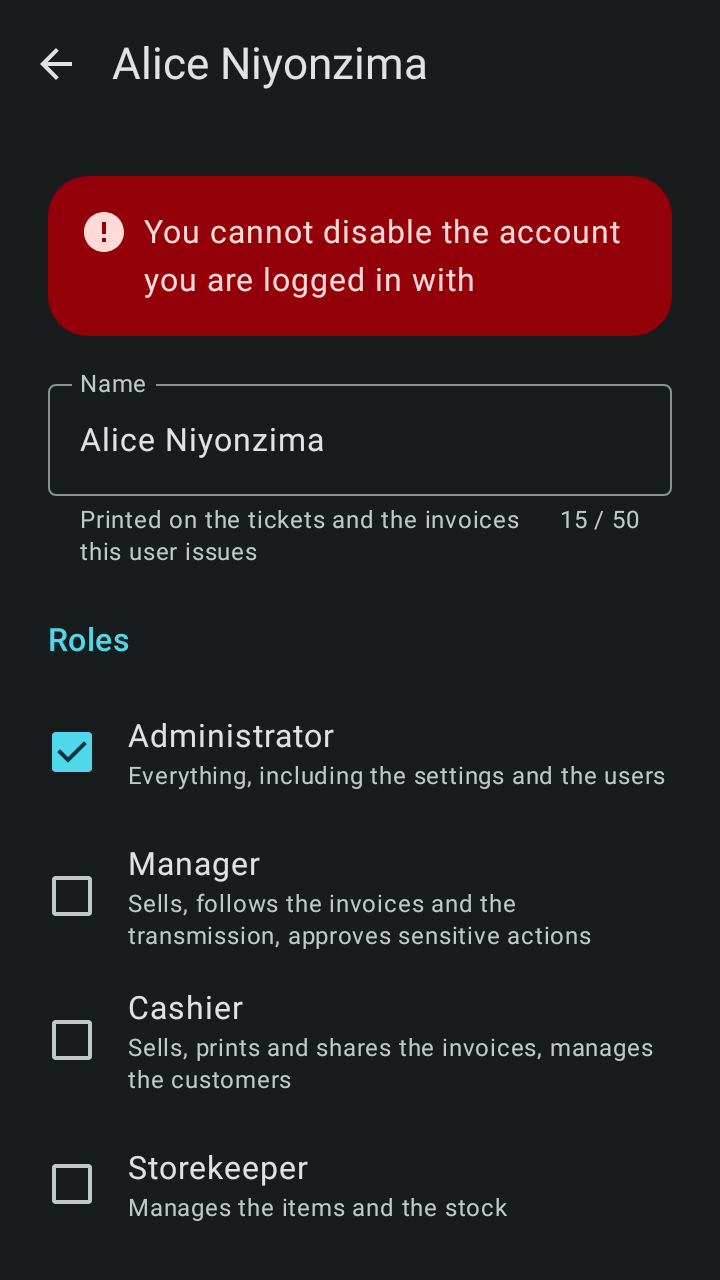 Alice Niyonzima
You cannot disable the account
you are logged in with
Name
Alice Niyonzima
Printed on the tickets and the invoices 15 / 50
this user issues
Roles
Administrator
Everything, including the settings and the users
Manager
Sells, follows the invoices and the
transmission, approves sensitive actions
Cashier
Sells, prints and shares the invoices, manages
the customers
Storekeeper
Manages the items and the stock